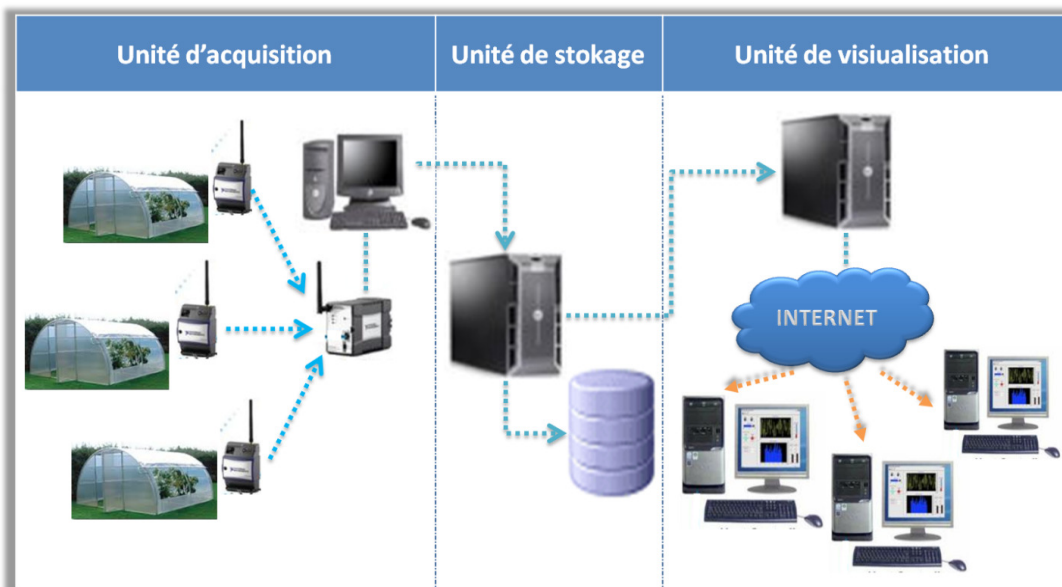 Unité d'acquisition
Unité de stokage
Unité de visiualisation
INTERNET